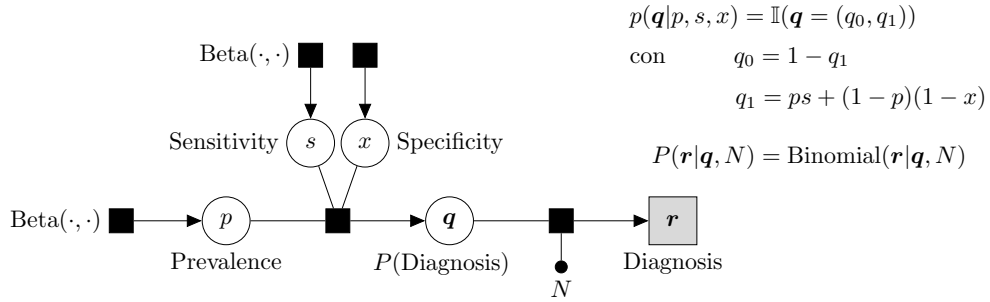 p(q|p, s, x) = 𝕀(q = (q₀, q₁))
con q₀ = 1 − q₁
q₁ = ps + (1 − p)(1 − x)
P(r|q, N) = Binomial(r|q, N)
Beta(·, ·)
Sensitivity s x Specificity
Beta(·, ·) p q r
Prevalence P(Diagnosis) Diagnosis
N